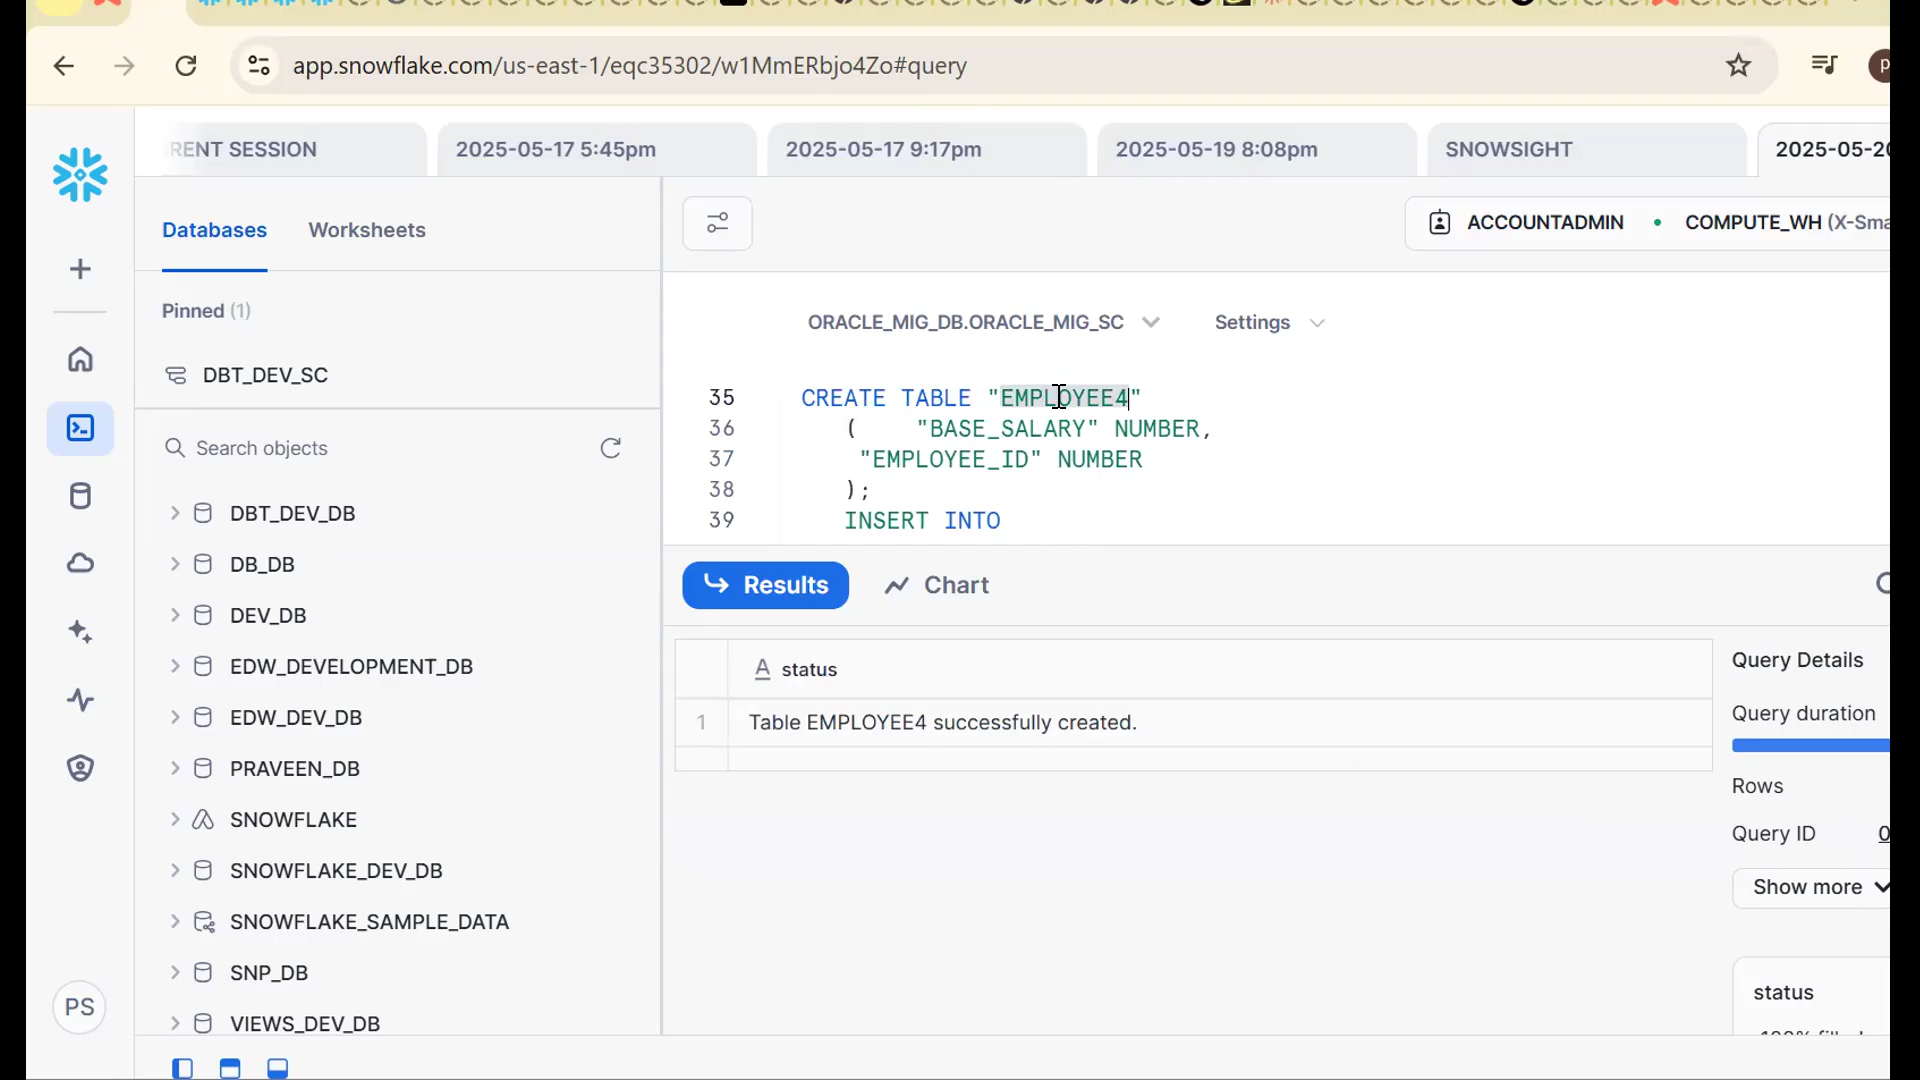 app.snowflake.com/us-east-1/eqc35302/w1MmERbjo4Zo#query
P
RENT SESSION
2025-05-17 5:45pm
2025-05-17 9:17pm
2025-05-19 8:08pm
SNOWSIGHT
2025-05-20
Databases
Worksheets
ACCOUNTADMIN
COMPUTE_WH (X-Sma
Pinned (1)
DBT_DEV_SC
Search objects
DBT_DEV_DB
DB_DB
DEV_DB
EDW_DEVELOPMENT_DB
EDW_DEV_DB
PRAVEEN_DB
SNOWFLAKE
SNOWFLAKE_DEV_DB
SNOWFLAKE_SAMPLE_DATA
SNP_DB
VIEWS_DEV_DB
PS
ORACLE_MIG_DB.ORACLE_MIG_SC
Settings
35 CREATE TABLE "EMPLOYEE4"
36 ( "BASE_SALARY" NUMBER,
37 "EMPLOYEE_ID" NUMBER
38 );
39 INSERT INTO
Results
Chart
A status
1 Table EMPLOYEE4 successfully created.
Query Details
Query duration
Rows
Query ID 0
Show more
status